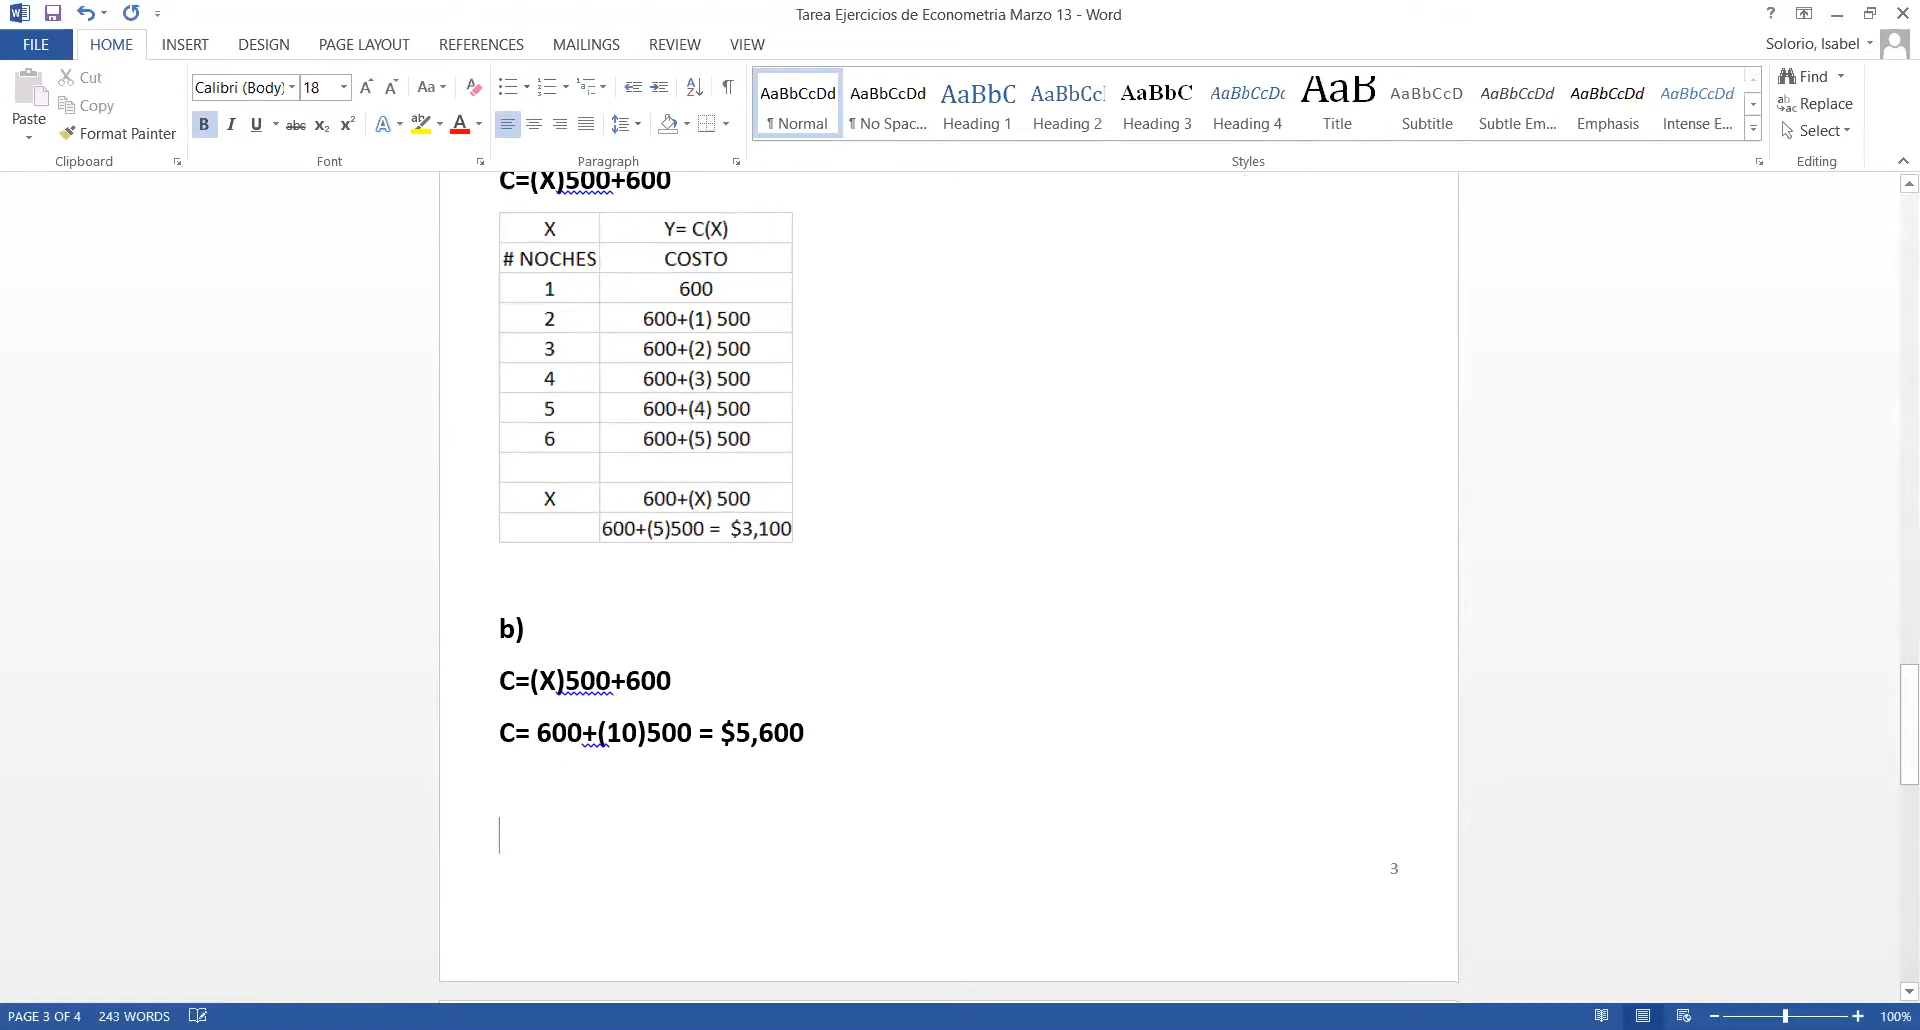 Tarea Ejercicios de Econometria Marzo 13 - Word
FILE HOME INSERT DESIGN PAGE LAYOUT REFERENCES MAILINGS REVIEW VIEW
Solorio, Isabel
Paste
Cut
Copy
Format Painter
Clipboard
Calibri (Body) 18
Font
Paragraph
AaBbCcDd AaBbCcDd AaBbC AaBbCc AaBbC AaBbCcDc AaB AaBbCcD AaBbCcDd AaBbCcDd AaBbCcDd
¶ Normal ¶ No Spac... Heading 1 Heading 2 Heading 3 Heading 4 Title Subtitle Subtle Em... Emphasis Intense E...
Styles
Find
Replace
Select
Editing
C=(X)500+600
X Y= C(X)
# NOCHES COSTO
1 600
2 600+(1) 500
3 600+(2) 500
4 600+(3) 500
5 600+(4) 500
6 600+(5) 500
X 600+(X) 500
600+(5)500 = $3,100
b)
C=(X)500+600
C= 600+(10)500 = $5,600
3
PAGE 3 OF 4 243 WORDS
100%